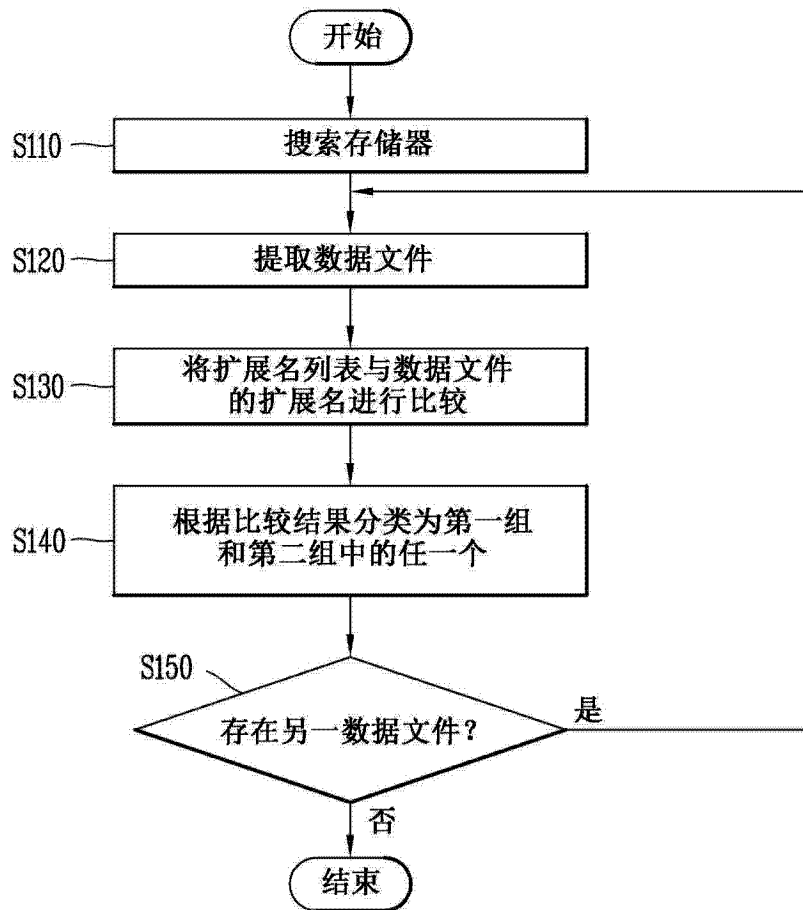 开始
S110
搜索存储器
S120
提取数据文件
S130
将扩展名列表与数据文件
的扩展名进行比较
S140
根据比较结果分类为第一组
和第二组中的任一个
S150
存在另一数据文件?
是
否
结束